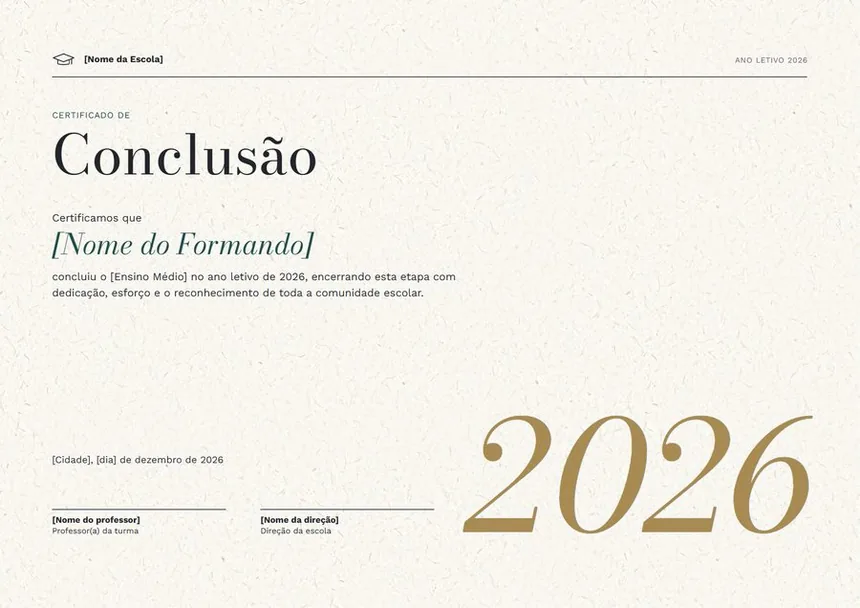 [Nome da Escola]
ANO LETIVO 2026
CERTIFICADO DE
Conclusão
Certificamos que
[Nome do Formando]
concluiu o [Ensino Médio] no ano letivo de 2026, encerrando esta etapa com
dedicação, esforço e o reconhecimento de toda a comunidade escolar.
[Cidade], [dia] de dezembro de 2026
2026
[Nome do professor]
Professor(a) da turma
[Nome da direção]
Direção da escola